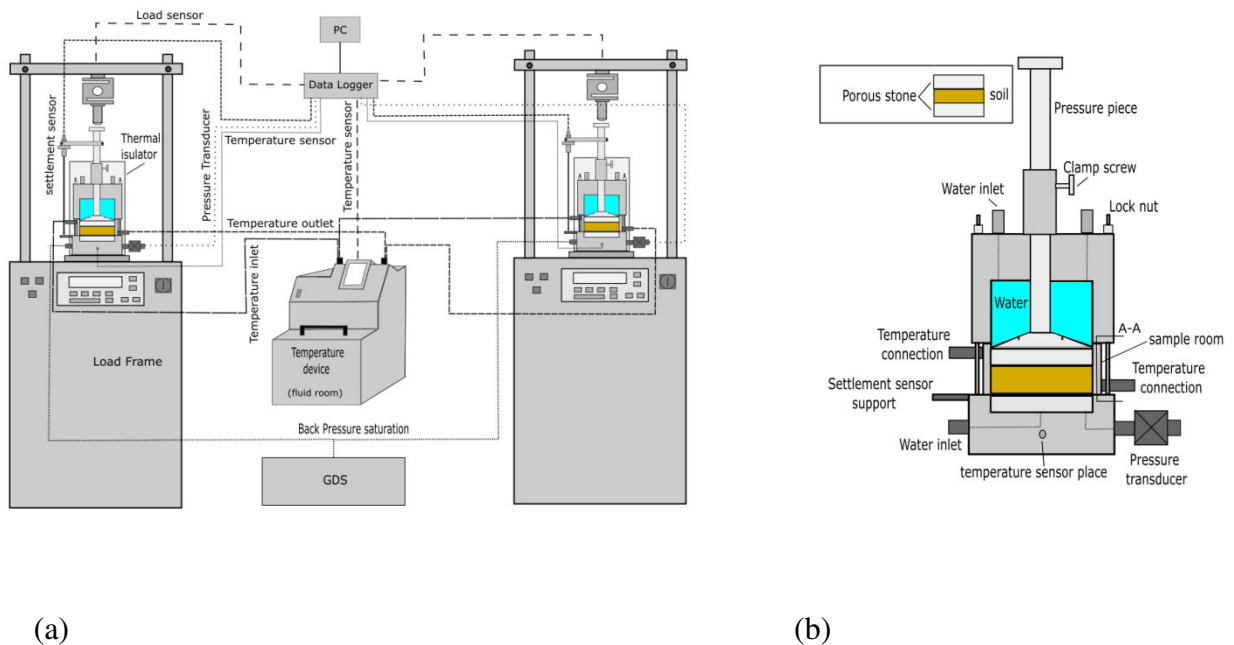 Load sensor
PC
Data Logger
settlement sensor
Thermal
isulator
Pressure Transducer
Temperature sensor
Temperature sensor
Temperature outlet
Temperature inlet
Load Frame
Temperature
device
(fluid room)
Back Pressure saturation
GDS
A
A
A
A
(a)
Porous stone
soil
Pressure piece
Clamp screw
Water inlet
Lock nut
Water
A-A
Temperature
connection
sample room
Temperature
connection
Settlement sensor
support
Water inlet
temperature sensor place
Pressure
transducer
(b)